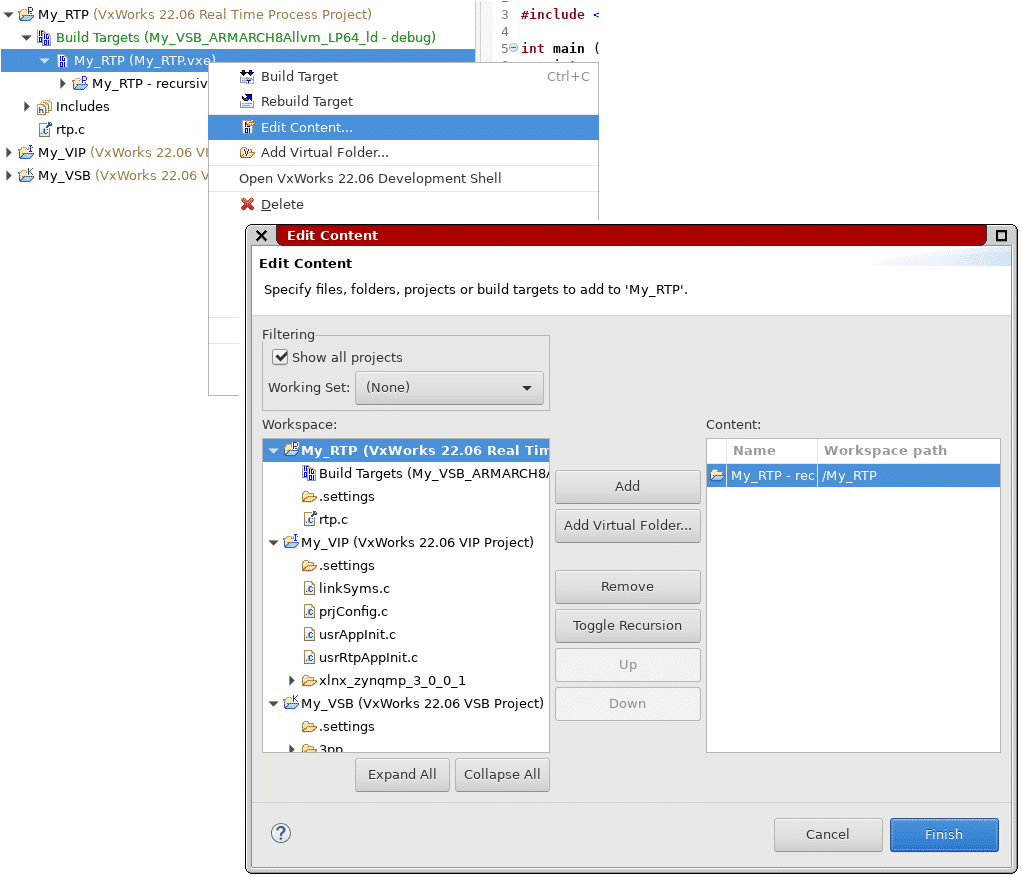 My_RTP (VxWorks 22.06 Real Time Process Project)
Build Targets (My_VSB_ARMARCH8Allvm_LP64_ld - debug)
My_RTP (My_RTP.vxe)
My_RTP - recursiv
Includes
rtp.c
My_VIP (VxWorks 22.06 VI
My_VSB (VxWorks 22.06 V
2
3 #include <
4
5 int main (
Build Target Ctrl+C
Rebuild Target
Edit Content...
Add Virtual Folder...
Open VxWorks 22.06 Development Shell
Delete
Edit Content
Edit Content
Specify files, folders, projects or build targets to add to 'My_RTP'.
Filtering
Show all projects
Working Set: (None)
Workspace:
My_RTP (VxWorks 22.06 Real Tim
Build Targets (My_VSB_ARMARCH8A
.settings
rtp.c
My_VIP (VxWorks 22.06 VIP Project)
.settings
linkSyms.c
prjConfig.c
usrAppInit.c
usrRtpAppInit.c
xlnx_zynqmp_3_0_0_1
My_VSB (VxWorks 22.06 VSB Project)
.settings
3pp
Expand All
Collapse All
Add
Add Virtual Folder...
Remove
Toggle Recursion
Up
Down
Content:
Name Workspace path
My_RTP - rec /My_RTP
?
Cancel
Finish